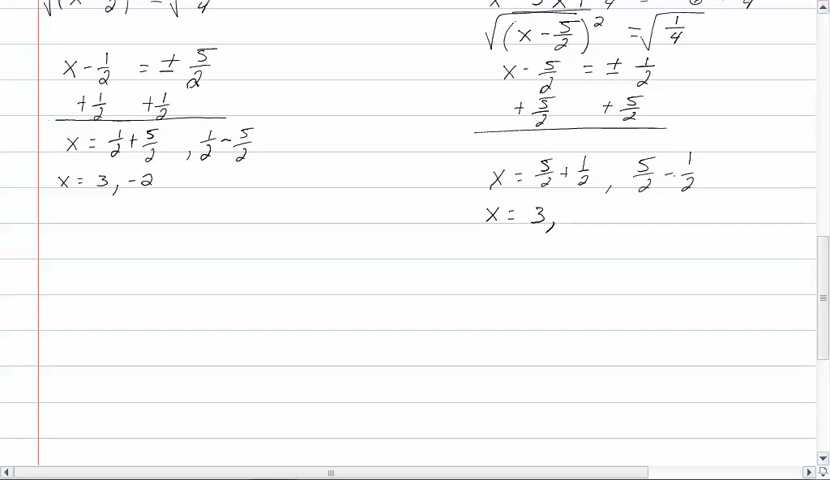 x - 1/2 = ± 5/2
+ 1/2 + 1/2
x = 1/2 + 5/2 , 1/2 - 5/2
x = 3, -2
√(x - 5/2)² = √1/4
x - 5/2 = ± 1/2
+ 5/2 + 5/2
x = 5/2 + 1/2 , 5/2 - 1/2
x = 3,